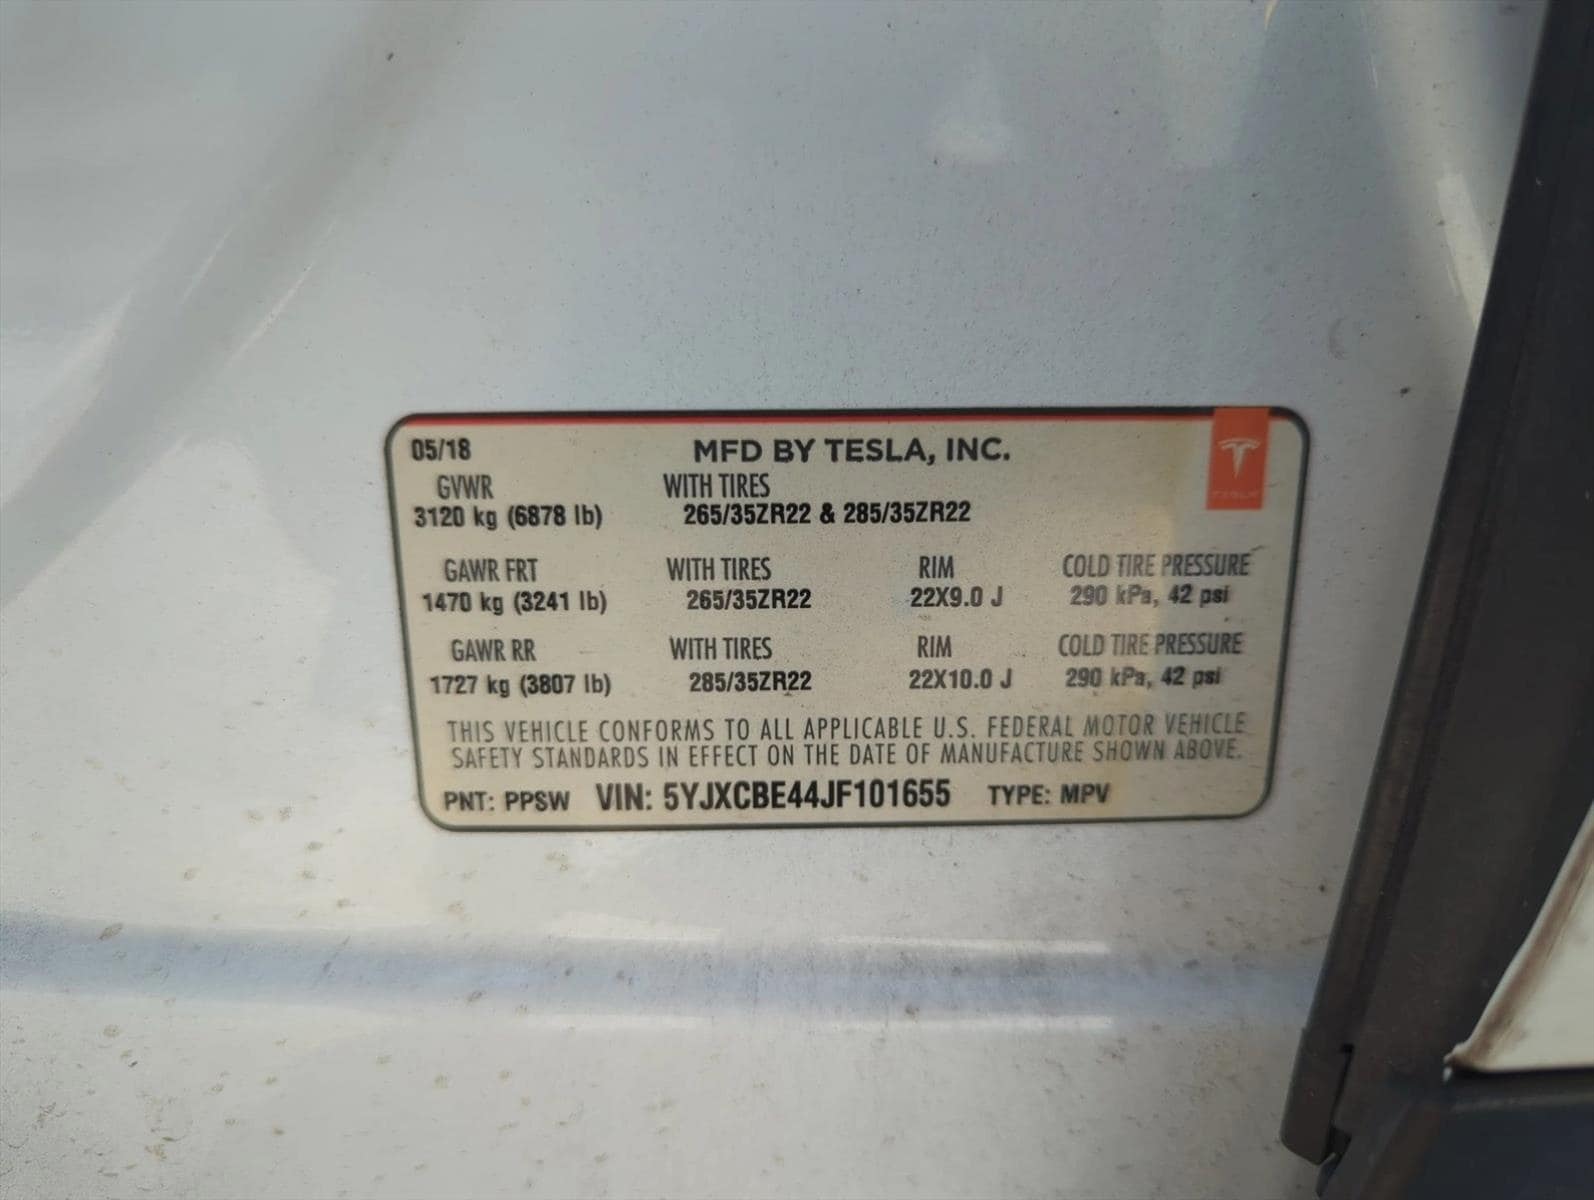 05/18 MFD BY TESLA, INC.
GVWR WITH TIRES
3120 kg (6878 lb) 265/35ZR22 & 285/35ZR22
TESLA
GAWR FRT WITH TIRES RIM COLD TIRE PRESSURE
1470 kg (3241 lb) 265/35ZR22 22X9.0 J 290 kPa, 42 psi
GAWR RR WITH TIRES RIM COLD TIRE PRESSURE
1727 kg (3807 lb) 285/35ZR22 22X10.0 J 290 kPa, 42 psi
THIS VEHICLE CONFORMS TO ALL APPLICABLE U.S. FEDERAL MOTOR VEHICLE
SAFETY STANDARDS IN EFFECT ON THE DATE OF MANUFACTURE SHOWN ABOVE.
PNT: PPSW VIN: 5YJXCBE44JF101655 TYPE: MPV